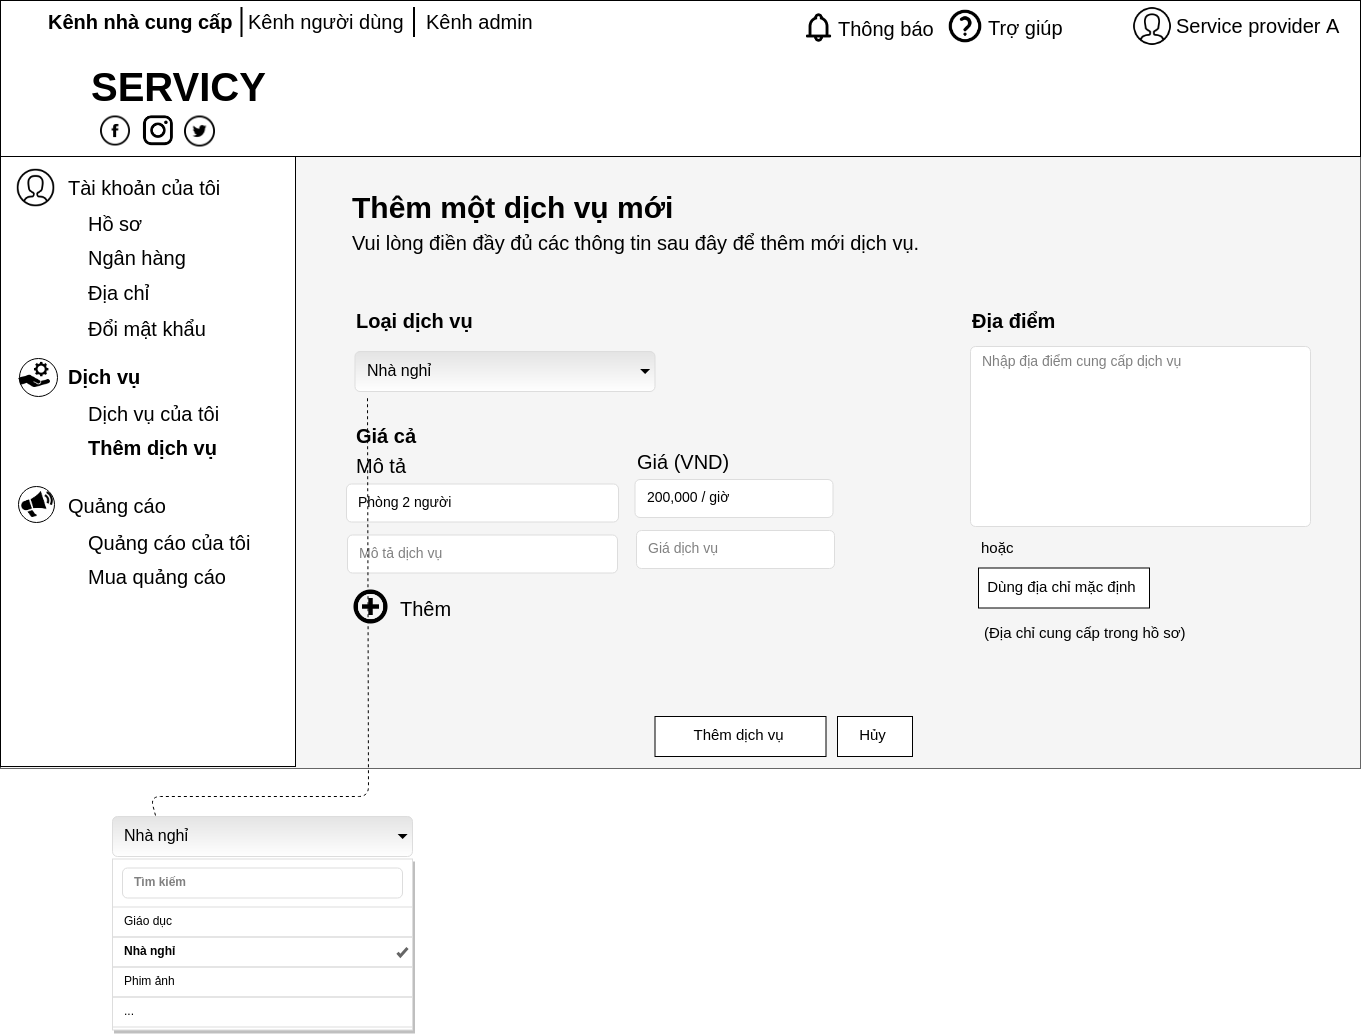 Kênh nhà cung cấp
Kênh người dùng
Kênh admin
Thông báo
Trợ giúp
Service provider A
SERVICY
Tài khoản của tôi
Hồ sơ
Ngân hàng
Địa chỉ
Đổi mật khẩu
Dịch vụ
Dịch vụ của tôi
Thêm dịch vụ
Quảng cáo
Quảng cáo của tôi
Mua quảng cáo
Thêm một dịch vụ mới
Vui lòng điền đầy đủ các thông tin sau đây để thêm mới dịch vụ.
Loại dịch vụ
Nhà nghỉ
Giá cả
Mô tả
Giá (VND)
Phòng 2 người
200,000 / giờ
Mô tả dịch vụ
Giá dịch vụ
Thêm
Địa điểm
Nhập địa điểm cung cấp dịch vụ
hoặc
Dùng địa chỉ mặc định
(Địa chỉ cung cấp trong hồ sơ)
Thêm dịch vụ
Hủy
Nhà nghỉ
Tìm kiếm
Giáo dục
Nhà nghỉ
Phim ảnh
...